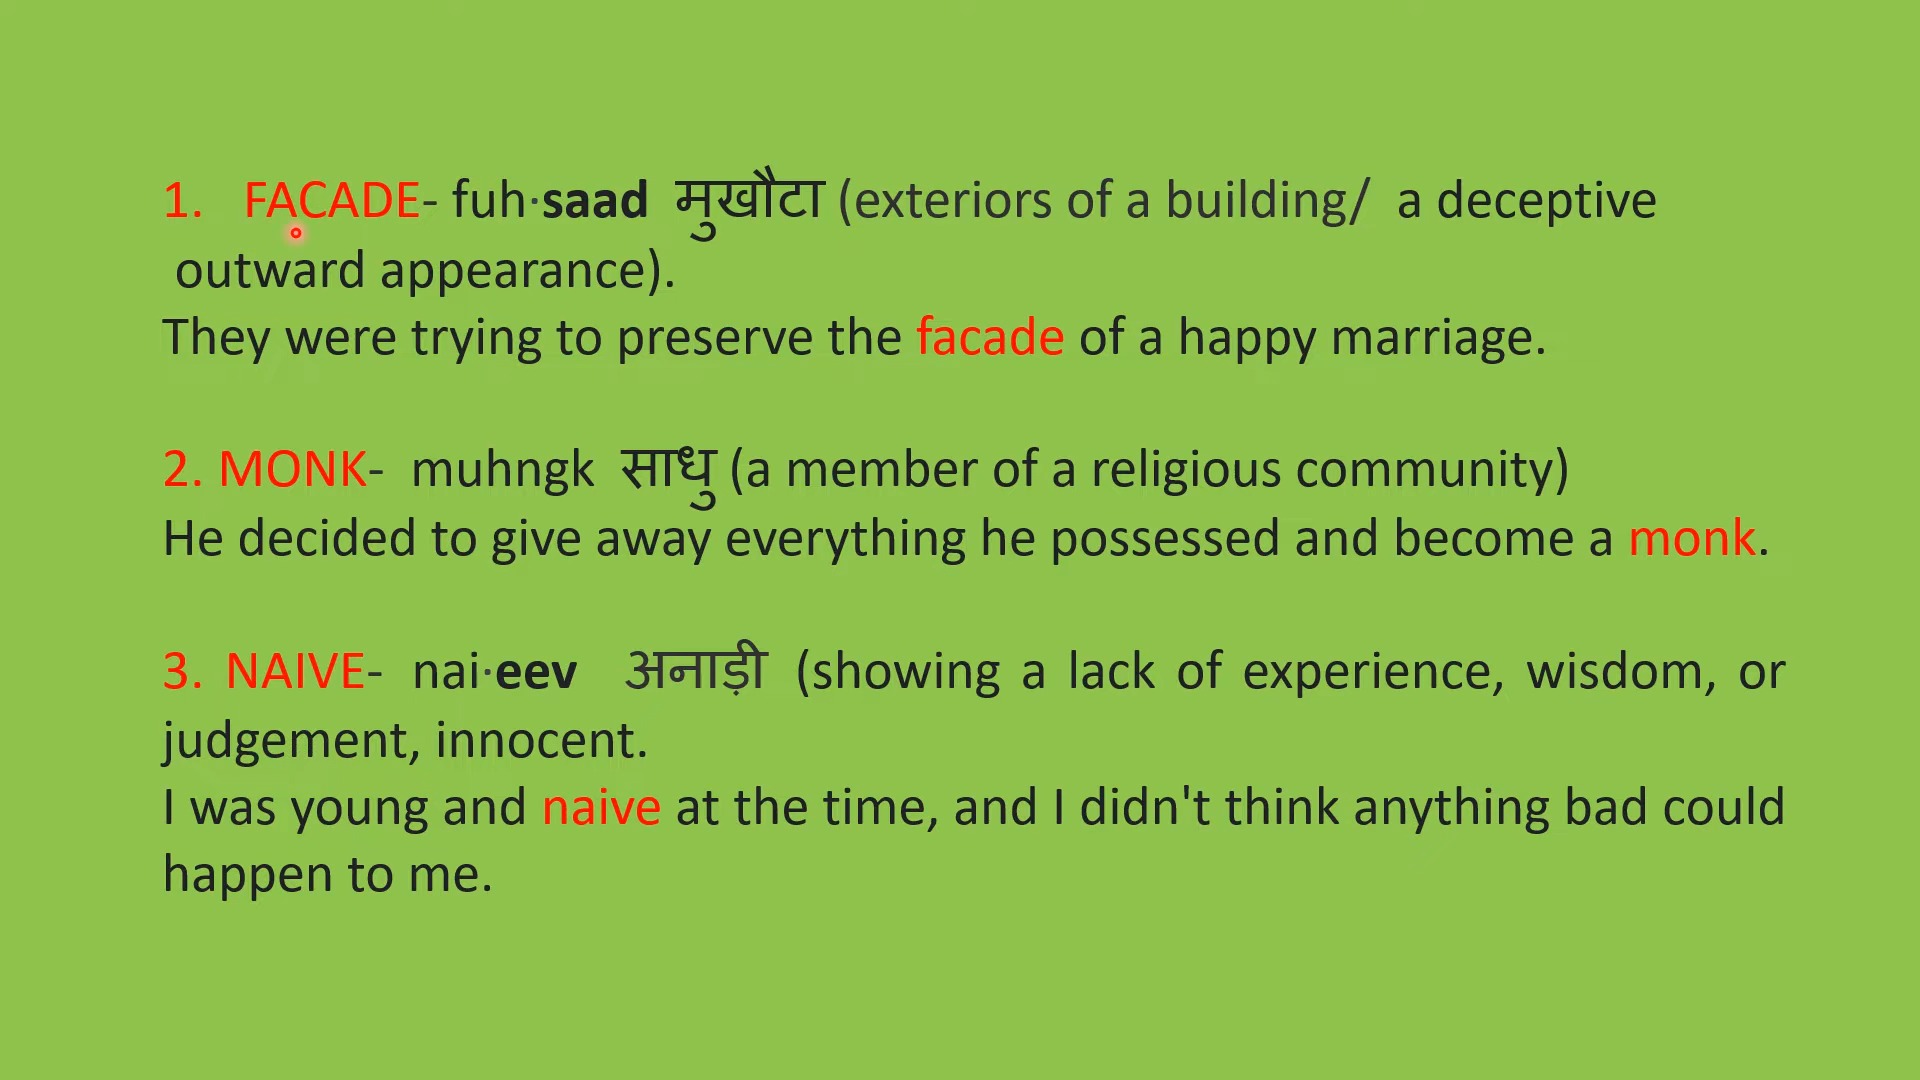 1. FAÇADE- fuh·saad मुखौटा (exteriors of a building/ a deceptive
outward appearance).
They were trying to preserve the facade of a happy marriage.
2. MONK- muhngk साधु (a member of a religious community)
He decided to give away everything he possessed and become a monk.
3. NAIVE- nai·eev अनाड़ी (showing a lack of experience, wisdom, or
judgement, innocent.
I was young and naive at the time, and I didn't think anything bad could
happen to me.